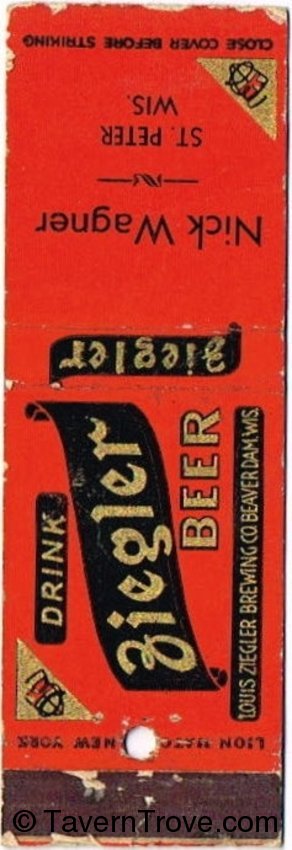 CLOSE COVER BEFORE STRIKING
ST. PETER
WIS.
Nick Wagner
Ziegler
DRINK
Ziegler
BEER
LOUIS ZIEGLER BREWING CO. BEAVER DAM, WIS.
LION NEW YORK
© TavernTrove.com